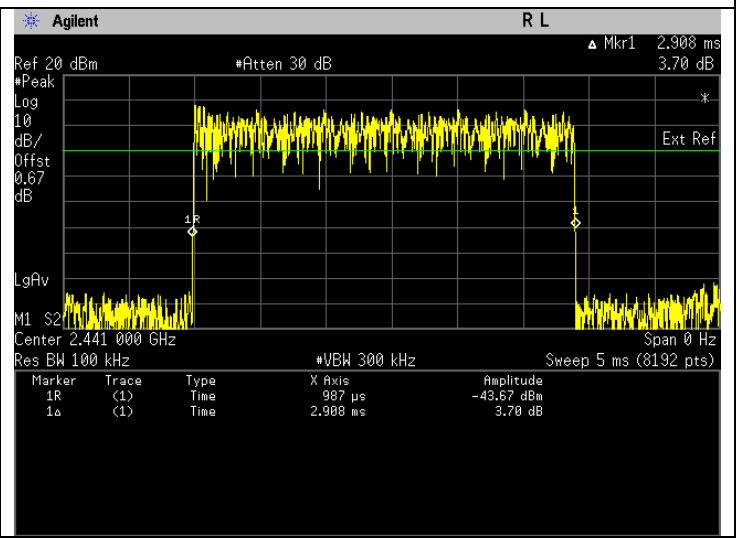 Agilent R L
Δ Mkr1 2.908 ms
Ref 20 dBm #Atten 30 dB 3.70 dB
#Peak
Log
10
dB/
Offst
0.67
dB
Ext Ref
1R
1
LgAv
M1 S2
Center 2.441 000 GHz Span 0 Hz
Res BW 100 kHz #VBW 300 kHz Sweep 5 ms (8192 pts)
Marker Trace Type X Axis Amplitude
1R (1) Time 987 µs -43.67 dBm
1Δ (1) Time 2.908 ms 3.70 dB